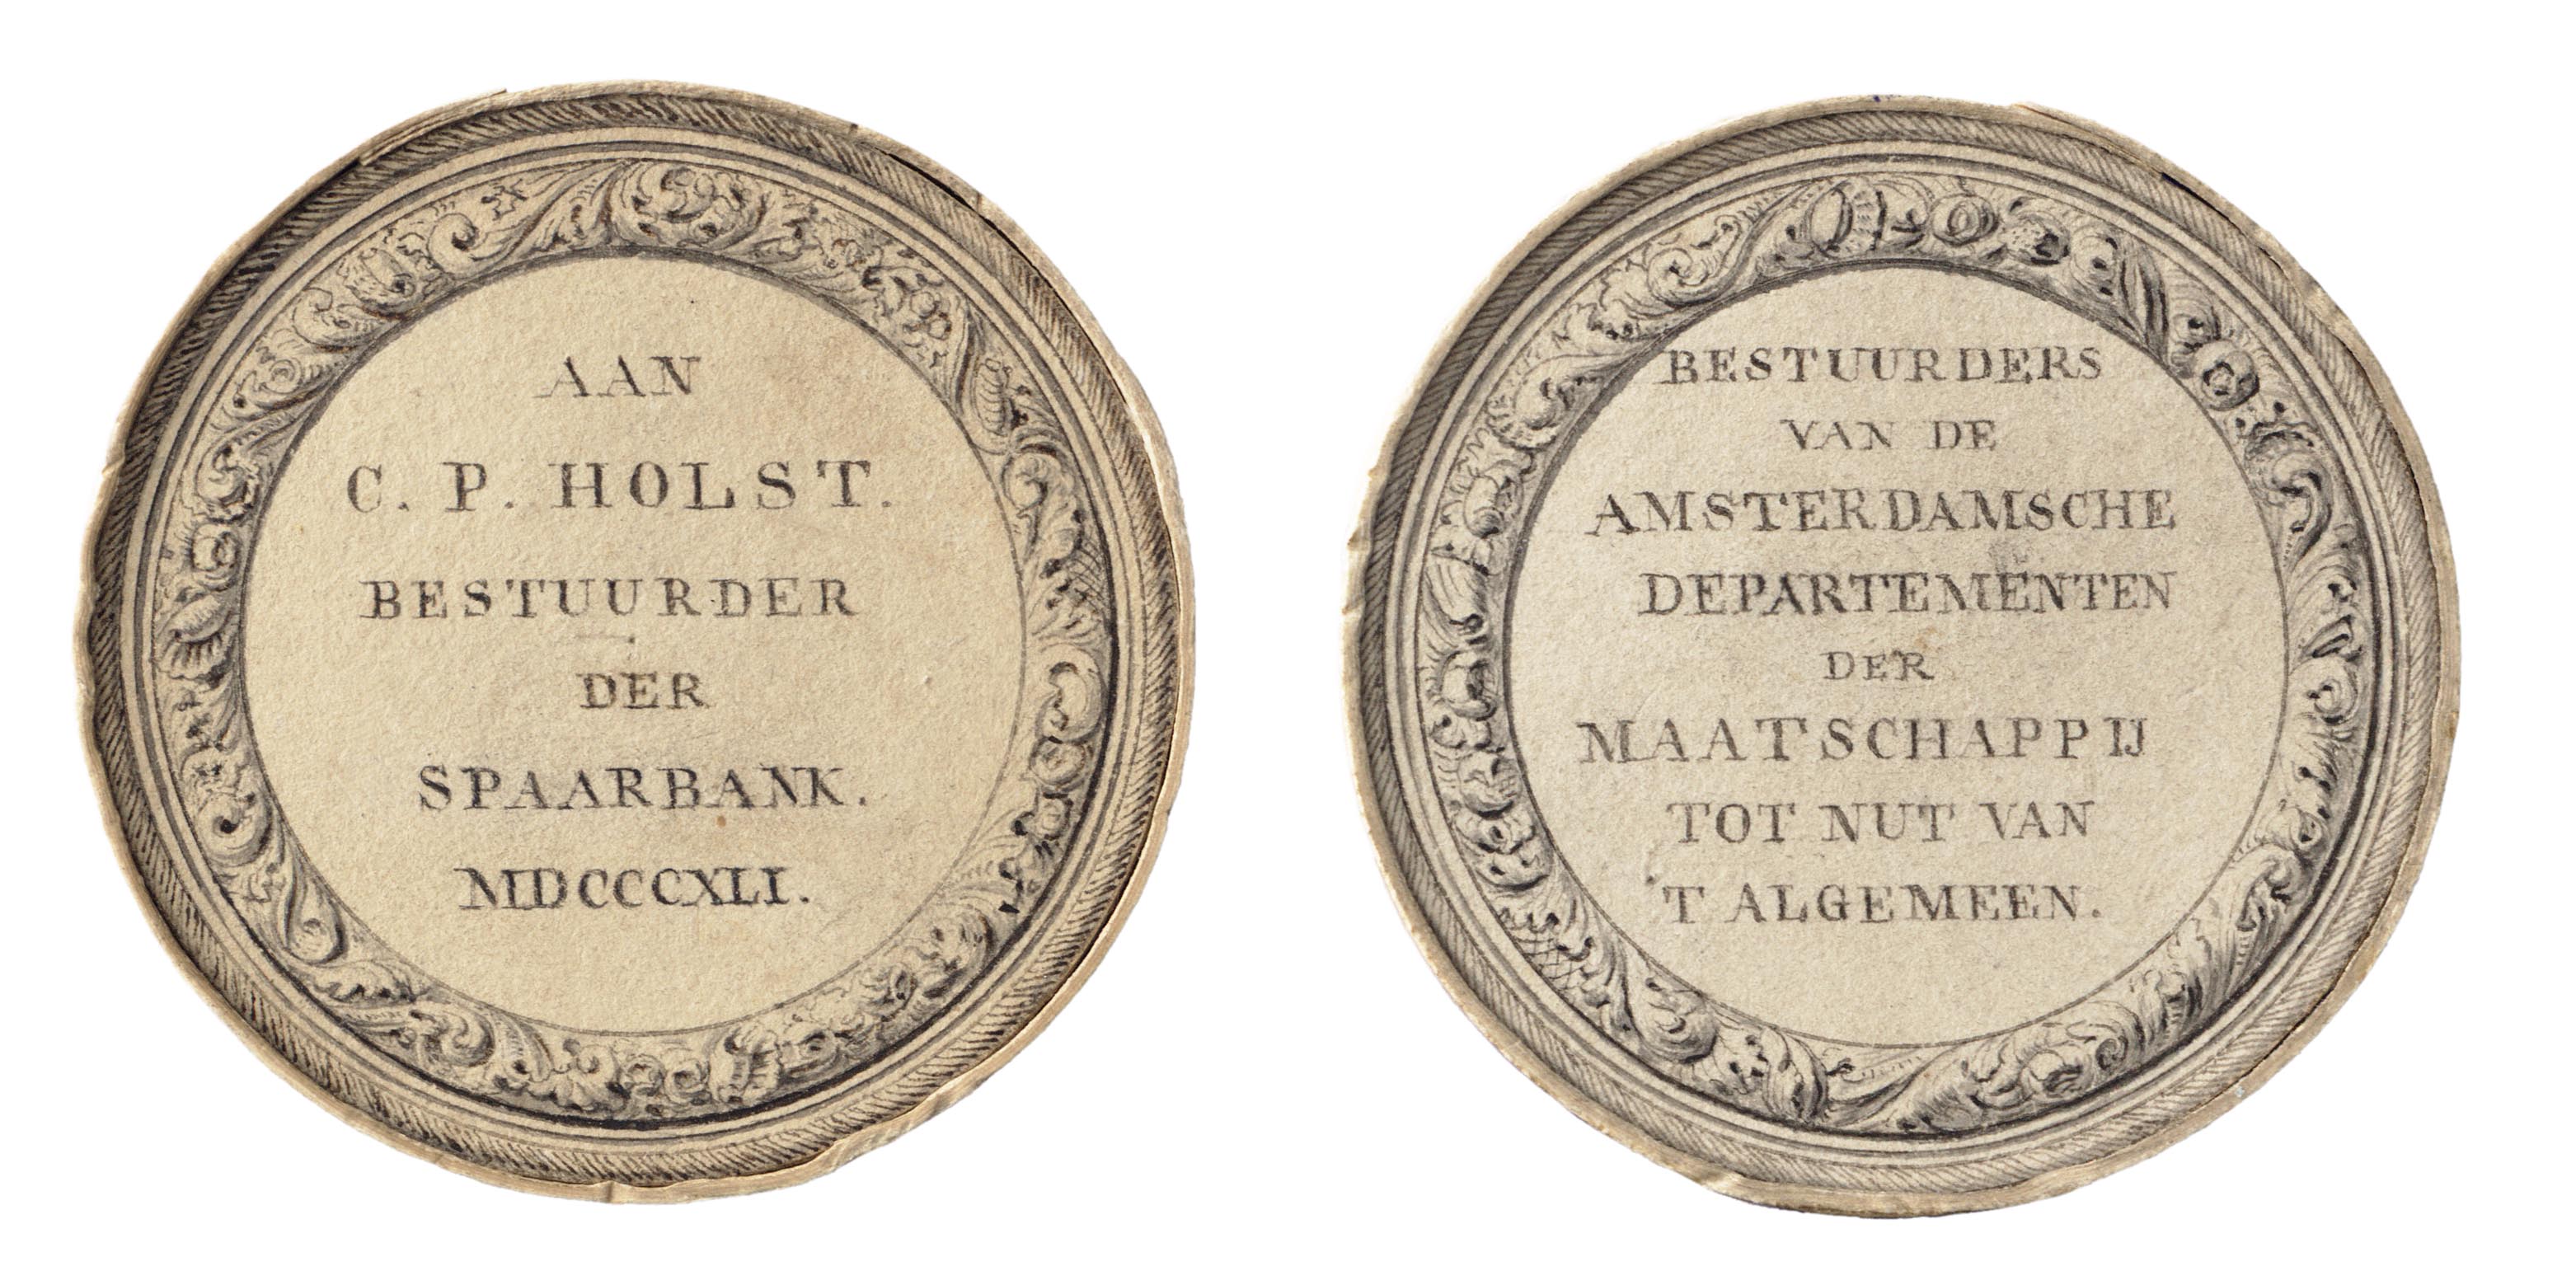 AAN
C. P. HOLST.
BESTUURDER
DER
SPAARBANK.
MDCCCXLI.
BESTUURDERS
VAN DE
AMSTERDAMSCHE
DEPARTEMENTEN
DER
MAATSCHAPPIJ
TOT NUT VAN
'T ALGEMEEN.